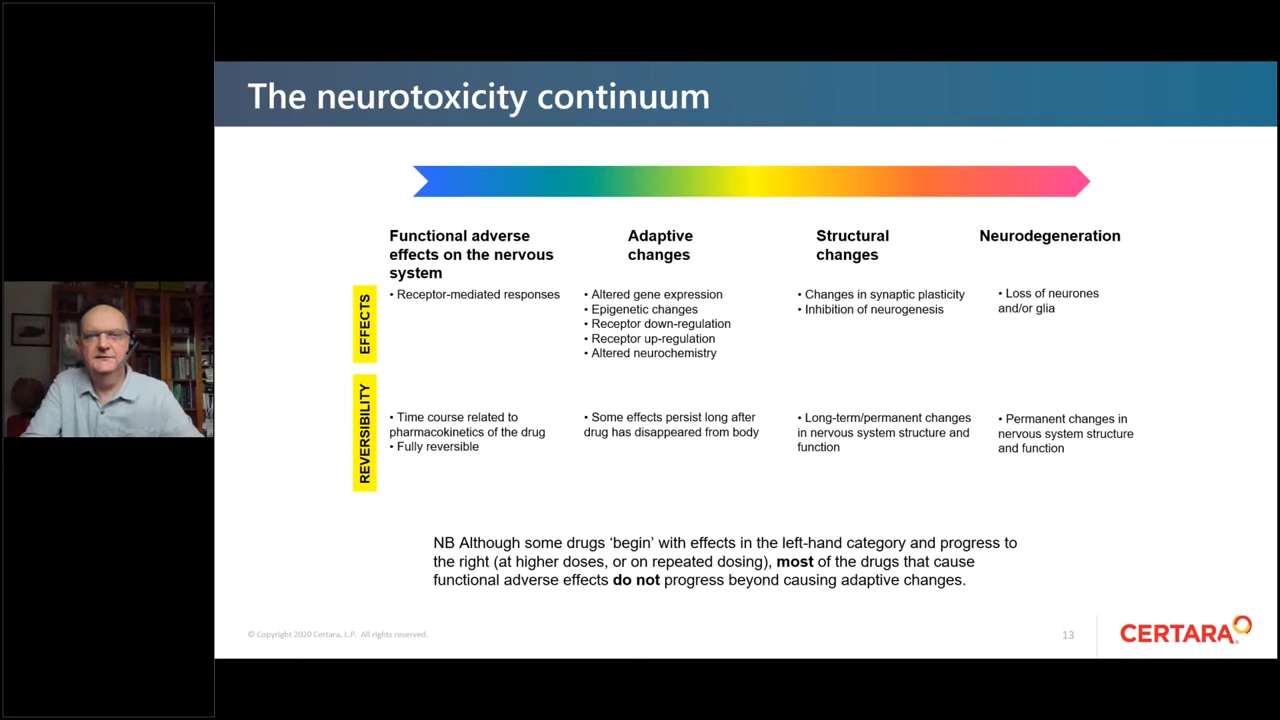 The neurotoxicity continuum
Functional adverse
effects on the nervous
system
Adaptive
changes
Structural
changes
Neurodegeneration
EFFECTS
• Receptor-mediated responses
• Altered gene expression
• Epigenetic changes
• Receptor down-regulation
• Receptor up-regulation
• Altered neurochemistry
• Changes in synaptic plasticity
• Inhibition of neurogenesis
• Loss of neurones
and/or glia
REVERSIBILITY
• Time course related to
pharmacokinetics of the drug
• Fully reversible
• Some effects persist long after
drug has disappeared from body
• Long-term/permanent changes
in nervous system structure and
function
• Permanent changes in
nervous system structure
and function
NB Although some drugs ‘begin’ with effects in the left-hand category and progress to
the right (at higher doses, or on repeated dosing), most of the drugs that cause
functional adverse effects do not progress beyond causing adaptive changes.
© Copyright 2020 Certara, L.P. All rights reserved.
13
CERTARA